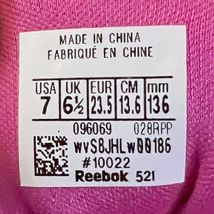 MADE IN CHINA
FABRIQUÉ EN CHINE
USA UK EUR CM mm
7 6½ 23.5 13.6 136
096069 028RPP
wvS8JHLw00186
#10022
Reebok 521